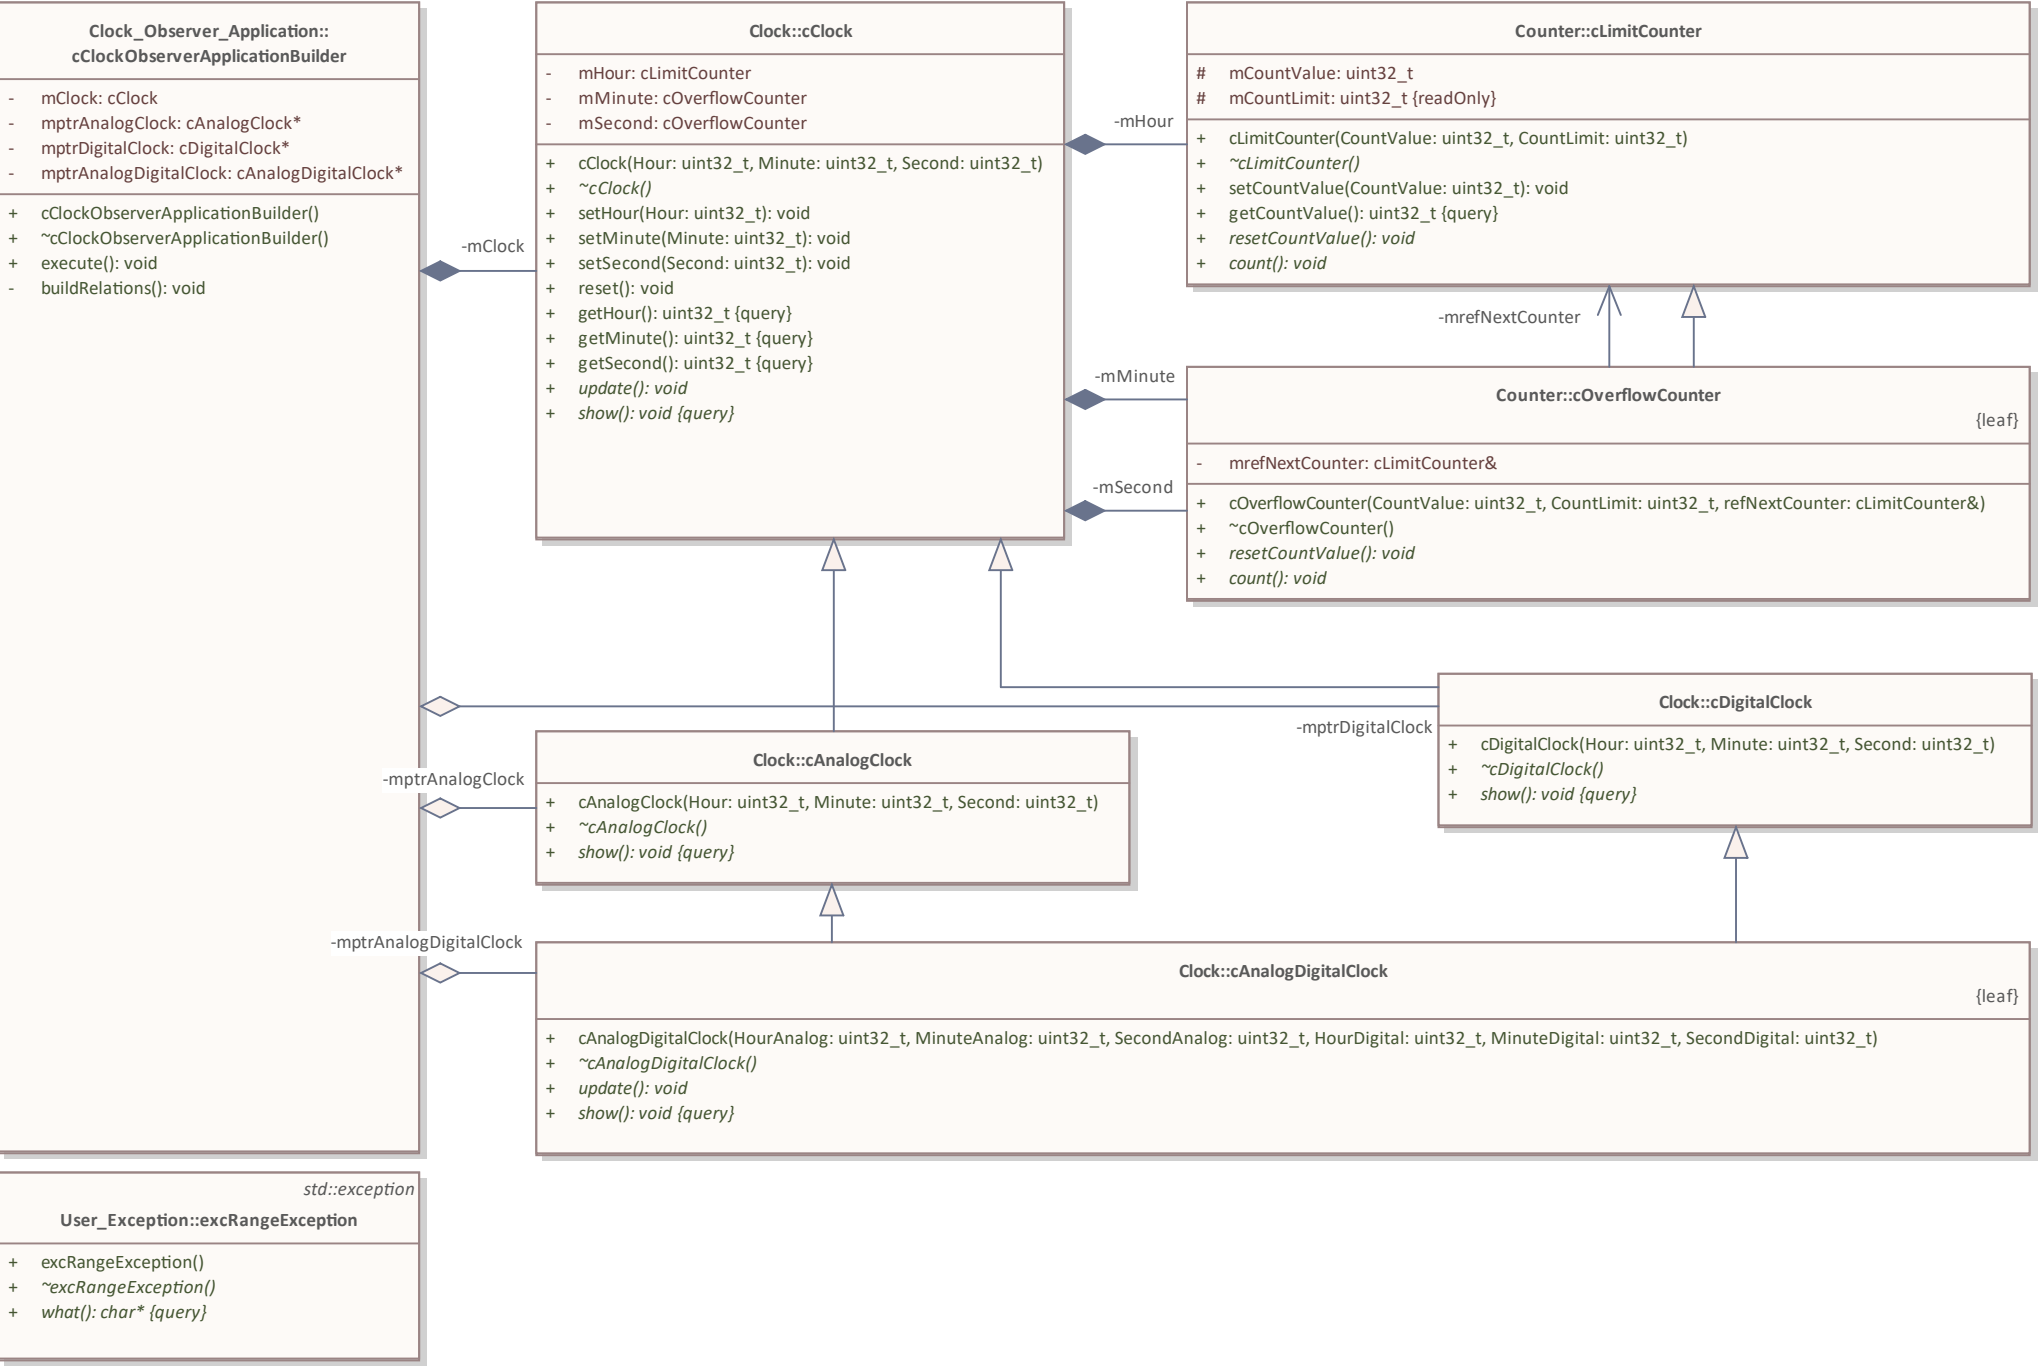 Clock_Observer_Application::
cClockObserverApplicationBuilder
- mClock: cClock
- mptrAnalogClock: cAnalogClock*
- mptrDigitalClock: cDigitalClock*
- mptrAnalogDigitalClock: cAnalogDigitalClock*
+ cClockObserverApplicationBuilder()
+ ~cClockObserverApplicationBuilder()
+ execute(): void
- buildRelations(): void
-mClock
Clock::cClock
- mHour: cLimitCounter
- mMinute: cOverflowCounter
- mSecond: cOverflowCounter
+ cClock(Hour: uint32_t, Minute: uint32_t, Second: uint32_t)
+ ~cClock()
+ setHour(Hour: uint32_t): void
+ setMinute(Minute: uint32_t): void
+ setSecond(Second: uint32_t): void
+ reset(): void
+ getHour(): uint32_t {query}
+ getMinute(): uint32_t {query}
+ getSecond(): uint32_t {query}
+ update(): void
+ show(): void {query}
-mHour
-mMinute
-mSecond
Counter::cLimitCounter
# mCountValue: uint32_t
# mCountLimit: uint32_t {readOnly}
+ cLimitCounter(CountValue: uint32_t, CountLimit: uint32_t)
+ ~cLimitCounter()
+ setCountValue(CountValue: uint32_t): void
+ getCountValue(): uint32_t {query}
+ resetCountValue(): void
+ count(): void
-mrefNextCounter
Counter::cOverflowCounter
{leaf}
- mrefNextCounter: cLimitCounter&
+ cOverflowCounter(CountValue: uint32_t, CountLimit: uint32_t, refNextCounter: cLimitCounter&)
+ ~cOverflowCounter()
+ resetCountValue(): void
+ count(): void
-mptrDigitalClock
Clock::cDigitalClock
+ cDigitalClock(Hour: uint32_t, Minute: uint32_t, Second: uint32_t)
+ ~cDigitalClock()
+ show(): void {query}
-mptrAnalogClock
Clock::cAnalogClock
+ cAnalogClock(Hour: uint32_t, Minute: uint32_t, Second: uint32_t)
+ ~cAnalogClock()
+ show(): void {query}
-mptrAnalogDigitalClock
Clock::cAnalogDigitalClock
{leaf}
+ cAnalogDigitalClock(HourAnalog: uint32_t, MinuteAnalog: uint32_t, SecondAnalog: uint32_t, HourDigital: uint32_t, MinuteDigital: uint32_t, SecondDigital: uint32_t)
+ ~cAnalogDigitalClock()
+ update(): void
+ show(): void {query}
std::exception
User_Exception::excRangeException
+ excRangeException()
+ ~excRangeException()
+ what(): char* {query}